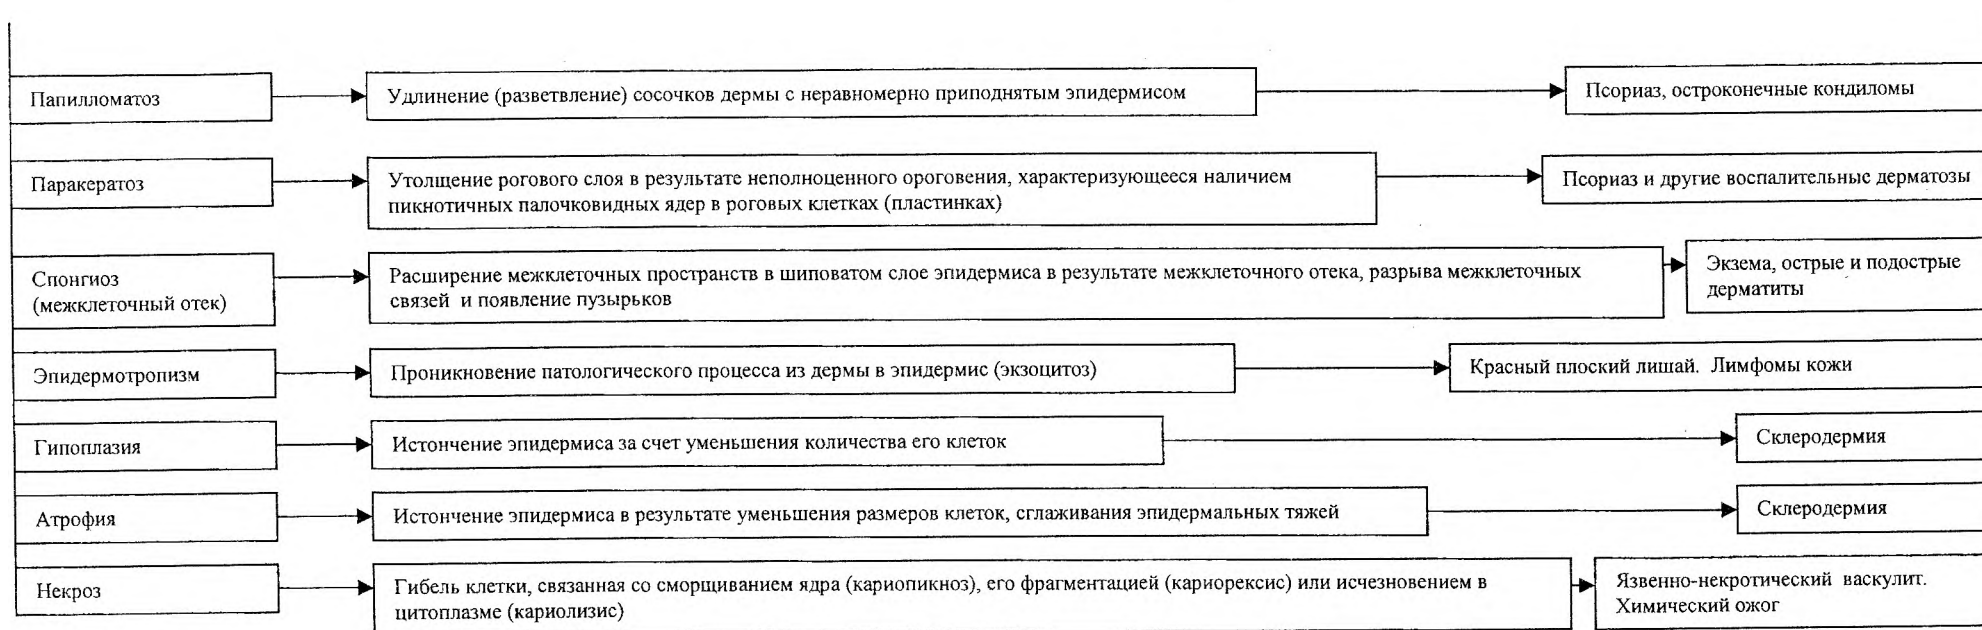 Папилломатоз
Удлинение (разветвление) сосочков дермы с неравномерно приподнятым эпидермисом
Псориаз, остроконечные кондиломы
Паракератоз
Утолщение рогового слоя в результате неполноценного ороговения, характеризующееся наличием
пикнотичных палочковидных ядер в роговых клетках (пластинках)
Псориаз и другие воспалительные дерматозы
Спонгиоз
(межклеточный отек)
Расширение межклеточных пространств в шиповатом слое эпидермиса в результате межклеточного отека, разрыва межклеточных
связей и появление пузырьков
Экзема, острые и подострые
дерматиты
Эпидермотропизм
Проникновение патологического процесса из дермы в эпидермис (экзоцитоз)
Красный плоский лишай. Лимфомы кожи
Гипоплазия
Истончение эпидермиса за счет уменьшения количества его клеток
Склеродермия
Атрофия
Истончение эпидермиса в результате уменьшения размеров клеток, сглаживания эпидермальных тяжей
Склеродермия
Некроз
Гибель клетки, связанная со сморщиванием ядра (кариопикноз), его фрагментацией (кариорексис) или исчезновением в
цитоплазме (кариолизис)
Язвенно-некротический васкулит.
Химический ожог